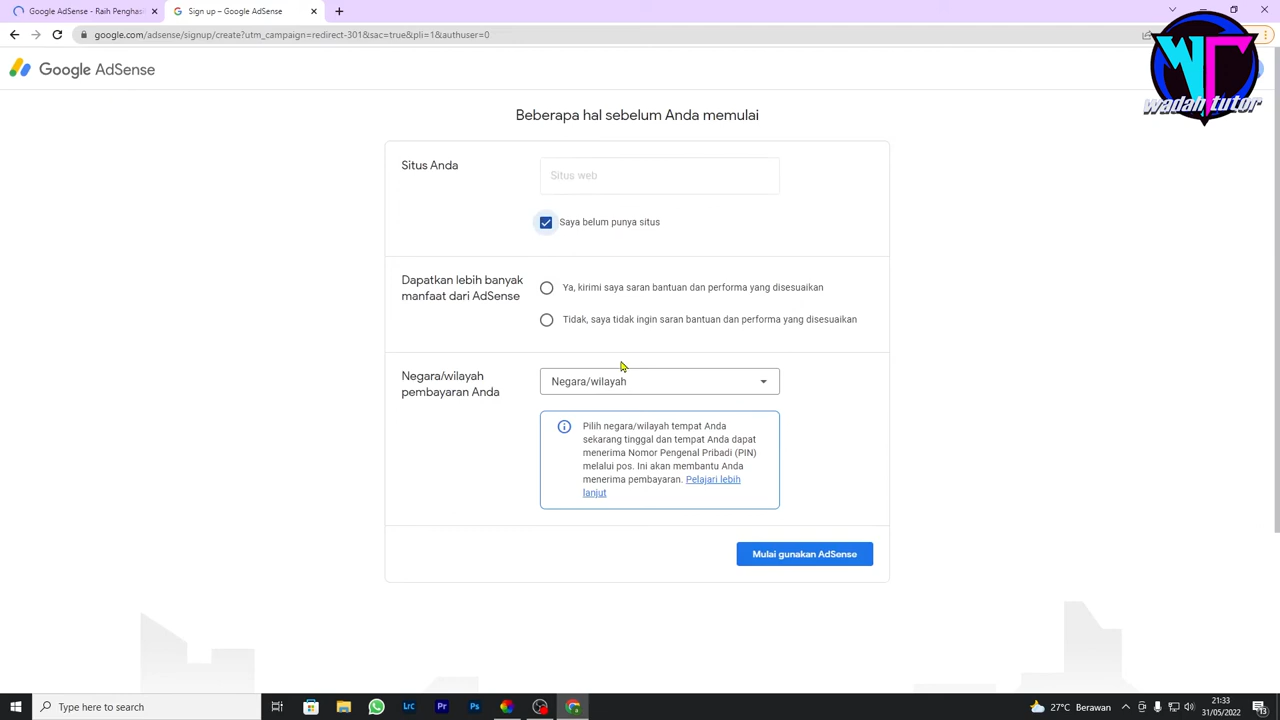 Google AdSense - Raih Penghas
Sign up – Google AdSense
google.com/adsense/signup/create?utm_campaign=redirect-301&sac=true&pli=1&authuser=0
Google AdSense
WT
wadah tutor
Beberapa hal sebelum Anda memulai
Situs Anda
Situs web
Saya belum punya situs
Dapatkan lebih banyak
manfaat dari AdSense
Ya, kirimi saya saran bantuan dan performa yang disesuaikan
Tidak, saya tidak ingin saran bantuan dan performa yang disesuaikan
Negara/wilayah
pembayaran Anda
Negara/wilayah
Pilih negara/wilayah tempat Anda
sekarang tinggal dan tempat Anda dapat
menerima Nomor Pengenal Pribadi (PIN)
melalui pos. Ini akan membantu Anda
menerima pembayaran. Pelajari lebih
lanjut
Mulai gunakan AdSense
Type here to search
Lrc
Pr
Ps
27°C Berawan
21:33
31/05/2022